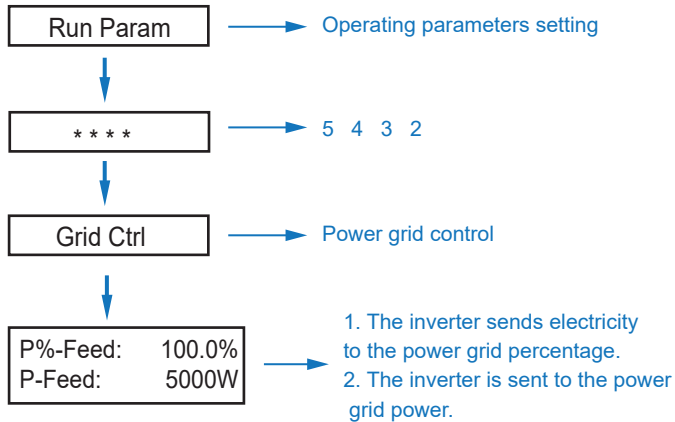 Run Param
Operating parameters setting
* * * *
5 4 3 2
Grid Ctrl
Power grid control
P%-Feed: 100.0%
P-Feed: 5000W
1. The inverter sends electricity
to the power grid percentage.
2. The inverter is sent to the power
grid power.